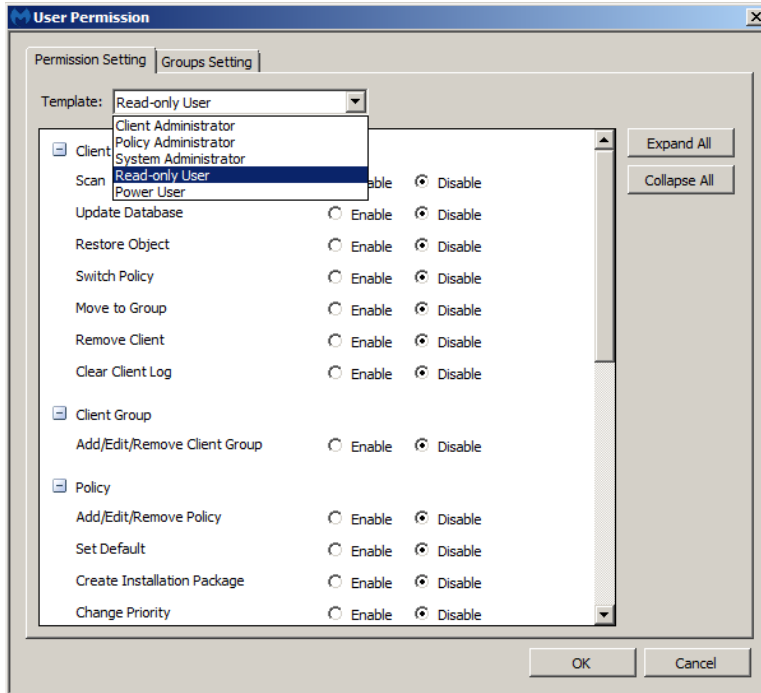 User Permission
Permission Setting Groups Setting
Template: Read-only User
Client Administrator
Policy Administrator
System Administrator
Read-only User
Power User
Expand All
Collapse All
Client
Scan Disable
Update Database Enable Disable
Restore Object Enable Disable
Switch Policy Enable Disable
Move to Group Enable Disable
Remove Client Enable Disable
Clear Client Log Enable Disable
Client Group
Add/Edit/Remove Client Group Enable Disable
Policy
Add/Edit/Remove Policy Enable Disable
Set Default Enable Disable
Create Installation Package Enable Disable
Change Priority Enable Disable
OK Cancel